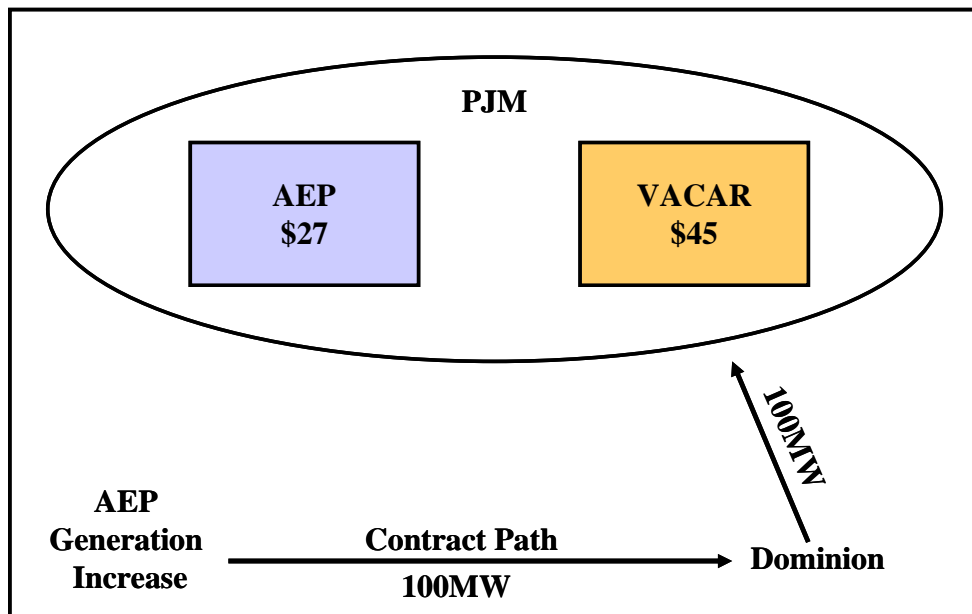 PJM
AEP
$27
VACAR
$45
100MW
AEP
Generation
Increase
Contract Path
100MW
Dominion